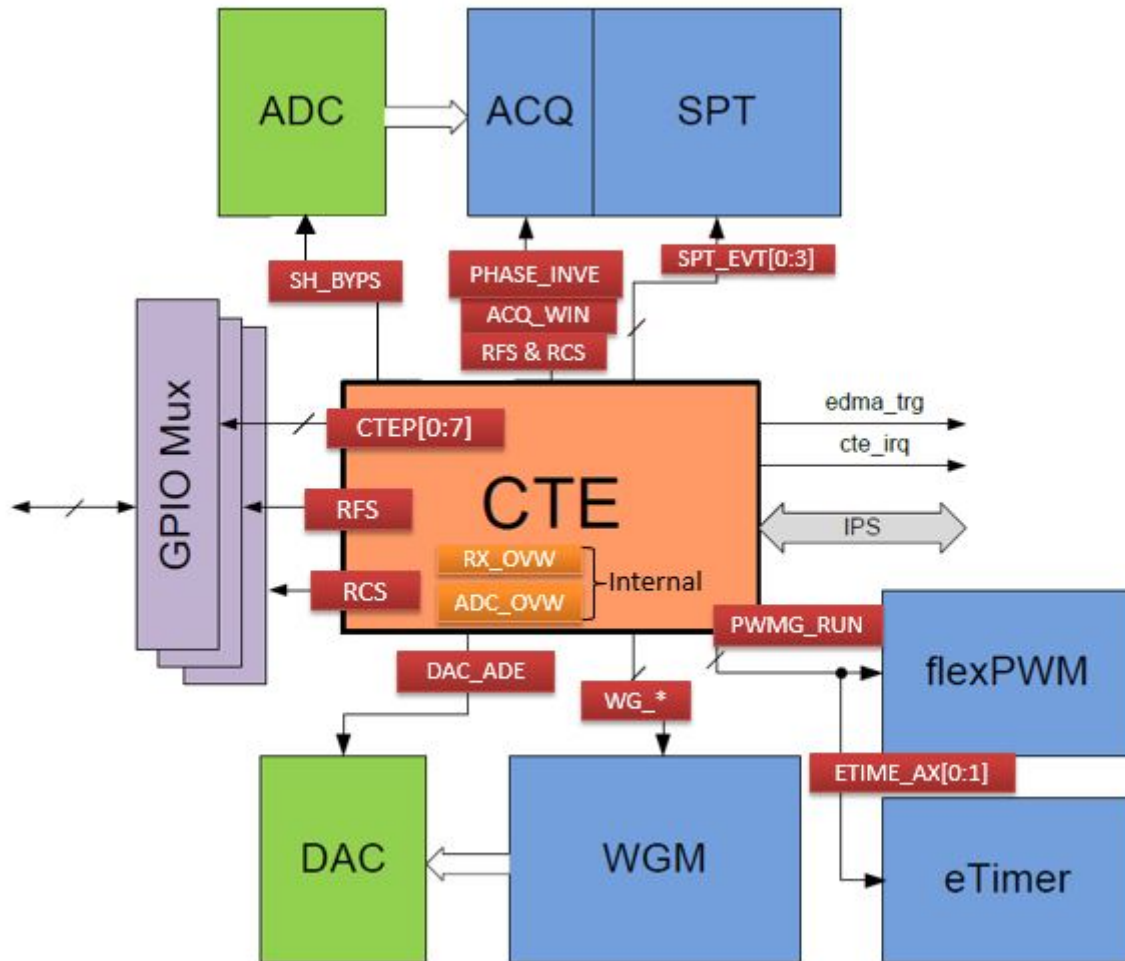 ADC
ACQ
SPT
SH_BYPS
PHASE_INVE
SPT_EVT[0:3]
ACQ_WIN
RFS & RCS
GPIO Mux
CTEP[0:7]
edma_trg
cte_irq
CTE
RFS
IPS
RX_OVW
Internal
RCS
ADC_OVW
PWMG_RUN
DAC_ADE
flexPWM
WG_*
ETIME_AX[0:1]
DAC
WGM
eTimer